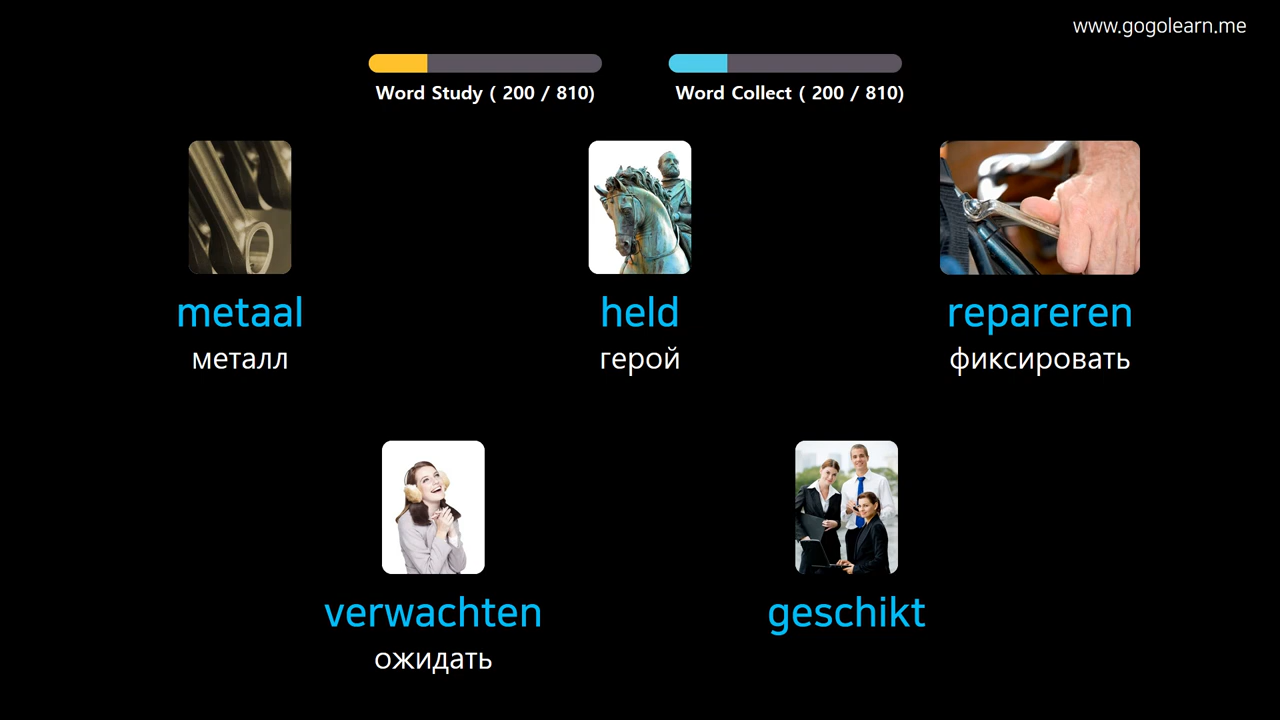 www.gogolearn.me
Word Study ( 200 / 810)
Word Collect ( 200 / 810)
metaal
металл
held
герой
repareren
фиксировать
verwachten
ожидать
geschikt